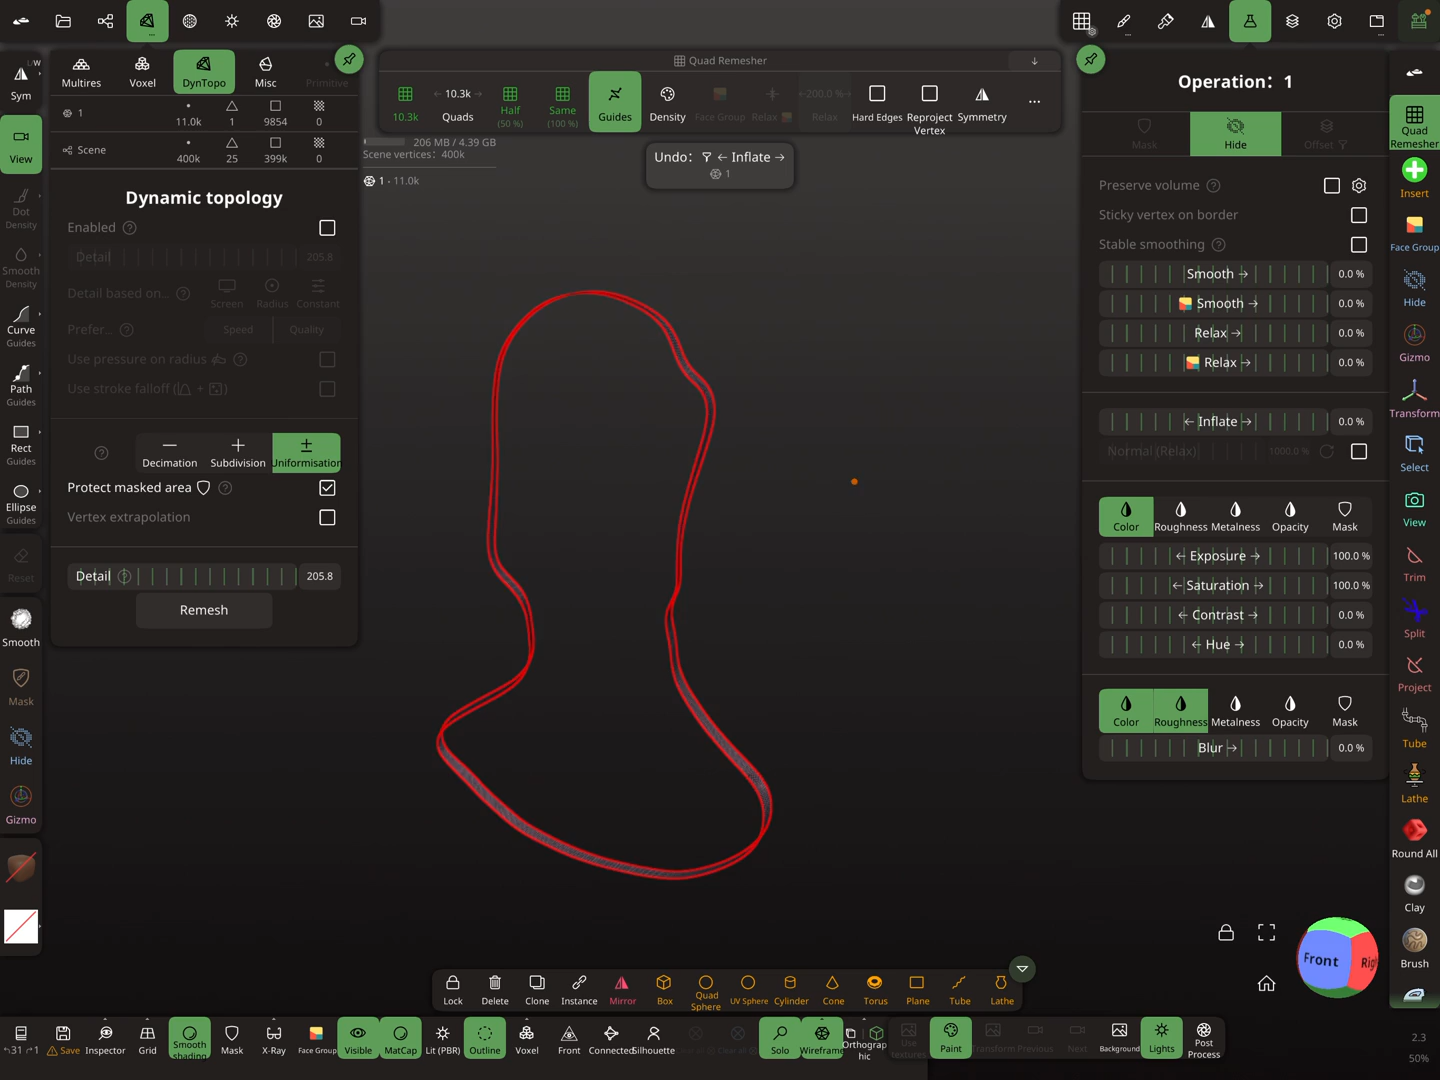 Multires Voxel DynTopo Misc Primitive
1 11.0k 1 9854 0
Scene 400k 25 399k 0
Dynamic topology
Enabled
Detail 205.8
Detail based on... Screen Radius Constant
Prefer.. Speed Quality
Use pressure on radius
Use stroke falloff ( + )
Decimation Subdivision Uniformisation
Protect masked area
Vertex extrapolation
Detail 205.8
Remesh
Sym
View
Dot
Density
Smooth
Density
Curve
Guides
Path
Guides
Rect
Guides
Ellipse
Guides
Reset
Smooth
Mask
Hide
Gizmo
Quad Remesher ↓
10.3k
← 10.3k →
Quads
Half
(50 %)
Same
(100 %)
Guides
Density
Face Group
Relax
←200.0 %→
Relax
Hard Edges
Reproject
Vertex
Symmetry
...
206 MB / 4.39 GB
Scene vertices: 400k
1 • 11.0k
Undo: ← Inflate →
1
Operation: 1
Mask Hide Offset
Preserve volume
Sticky vertex on border
Stable smoothing
Smooth → 0.0 %
Smooth → 0.0 %
Relax → 0.0 %
Relax → 0.0 %
← Inflate → 0.0 %
Normal (Relax) 1000.0 %
Color Roughness Metalness Opacity Mask
← Exposure → 100.0 %
← Saturation → 100.0 %
← Contrast → 0.0 %
← Hue → 0.0 %
Color Roughness Metalness Opacity Mask
Blur → 0.0 %
Quad
Remesher
Insert
Face Group
Hide
Gizmo
Transform
Select
View
Trim
Split
Project
Tube
Lathe
Round All
Clay
Brush
Front Rig
Lock Delete Clone Instance Mirror Box Quad Sphere UV Sphere Cylinder Cone Torus Plane Tube Lathe
31 1 Save Inspector Grid Smooth shading Mask X-Ray Face Group Visible MatCap Lit (PBR) Outline Voxel Front Connected Silhouette Solo Wireframe Orthographic Use textures Paint Transform Previous Next Background Lights Post Process
2.3
50%